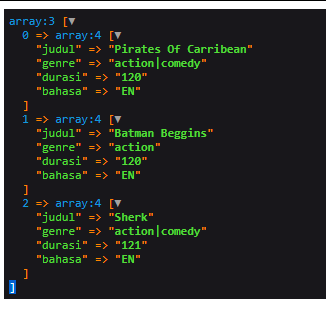 array:3 [▼
  0 => array:4 [▼
    "judul" => "Pirates Of Carribean"
    "genre" => "action|comedy"
    "durasi" => "120"
    "bahasa" => "EN"
  ]
  1 => array:4 [▼
    "judul" => "Batman Beggins"
    "genre" => "action"
    "durasi" => "120"
    "bahasa" => "EN"
  ]
  2 => array:4 [▼
    "judul" => "Sherk"
    "genre" => "action|comedy"
    "durasi" => "121"
    "bahasa" => "EN"
  ]
]